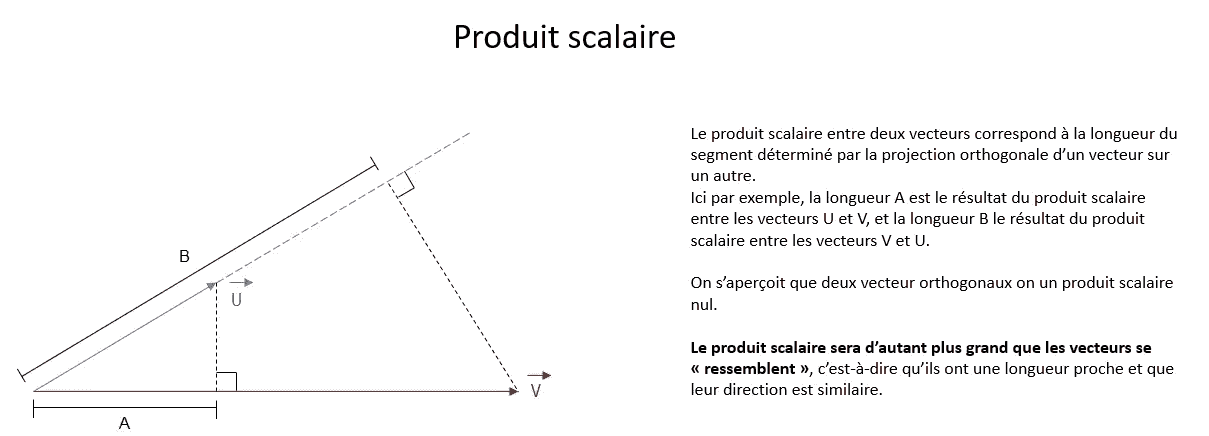 Produit scalaire
Le produit scalaire entre deux vecteurs correspond à la longueur du
segment déterminé par la projection orthogonale d’un vecteur sur
un autre.
Ici par exemple, la longueur A est le résultat du produit scalaire
entre les vecteurs U et V, et la longueur B le résultat du produit
scalaire entre les vecteurs V et U.
On s’aperçoit que deux vecteur orthogonaux on un produit scalaire
nul.
Le produit scalaire sera d’autant plus grand que les vecteurs se
« ressemblent », c’est-à-dire qu’ils ont une longueur proche et que
leur direction est similaire.
B
U
V
A